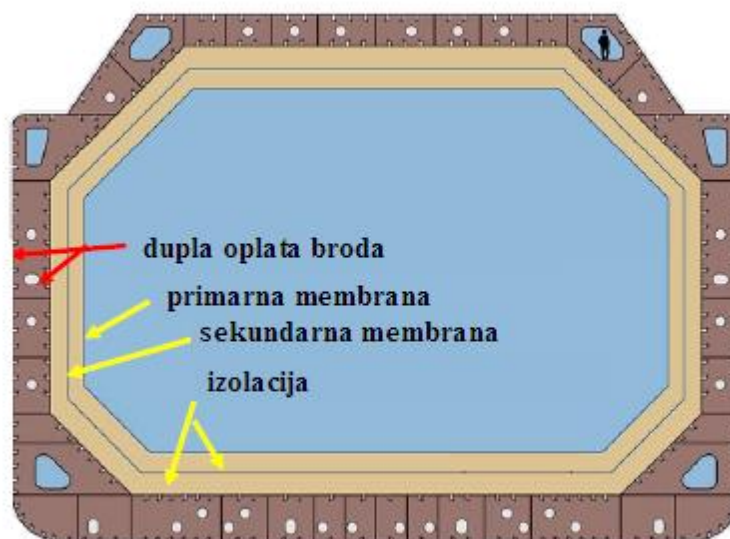 dupla oplata broda
primarna membrana
sekundarna membrana
izolacija